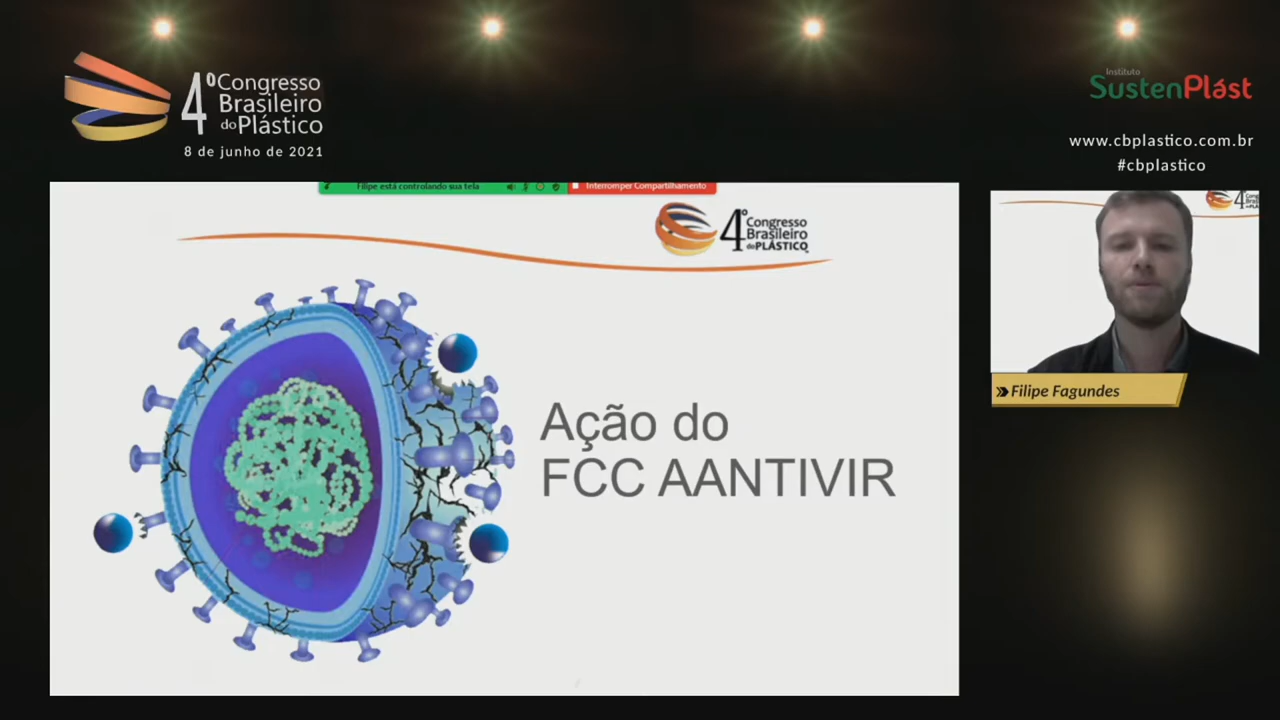 4º Congresso
Brasileiro
do Plástico
8 de junho de 2021
Instituto
SustenPlást
www.cbplastico.com.br
#cbplastico
Filipe está controlando sua tela
Interromper Compartilhamento
4º Congresso
Brasileiro
do PLÁSTICO
Ação do
FCC AANTIVIR
4º
Filipe Fagundes